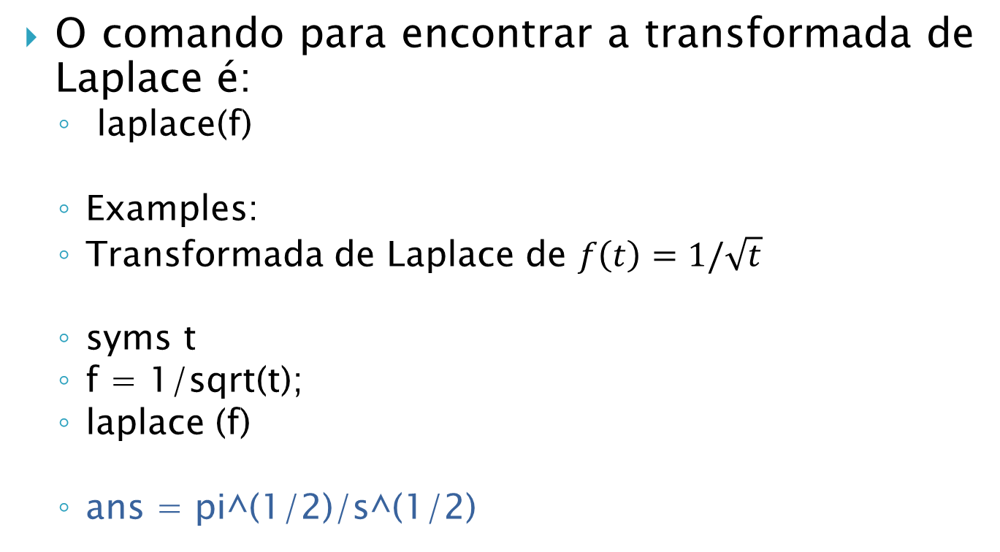 O comando para encontrar a transformada de
Laplace é:
laplace(f)
Examples:
Transformada de Laplace de f(t) = 1/√t
syms t
f = 1/sqrt(t);
laplace (f)
ans = pi^(1/2)/s^(1/2)